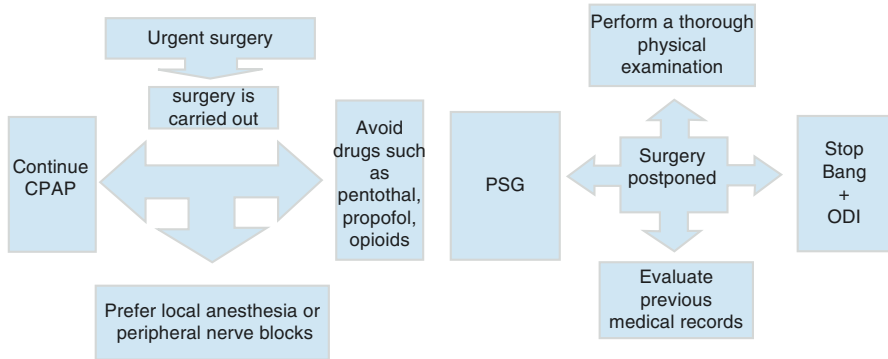 Urgent surgery
surgery is
carried out
Continue
CPAP
Avoid
drugs such
as
pentothal,
propofol,
opioids
Prefer local anesthesia or
peripheral nerve blocks
Perform a thorough
physical
examination
PSG
Surgery
postponed
Stop
Bang
+
ODI
Evaluate
previous
medical records